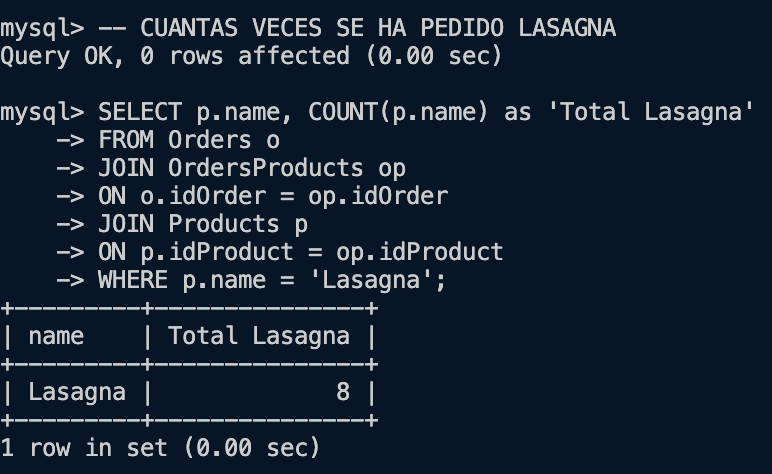 mysql> -- CUANTAS VECES SE HA PEDIDO LASAGNA
Query OK, 0 rows affected (0.00 sec)
mysql> SELECT p.name, COUNT(p.name) as 'Total Lasagna'
    -> FROM Orders o
    -> JOIN OrdersProducts op
    -> ON o.idOrder = op.idOrder
    -> JOIN Products p
    -> ON p.idProduct = op.idProduct
    -> WHERE p.name = 'Lasagna';
+---------+---------------+
| name    | Total Lasagna |
+---------+---------------+
| Lasagna |             8 |
+---------+---------------+
1 row in set (0.00 sec)